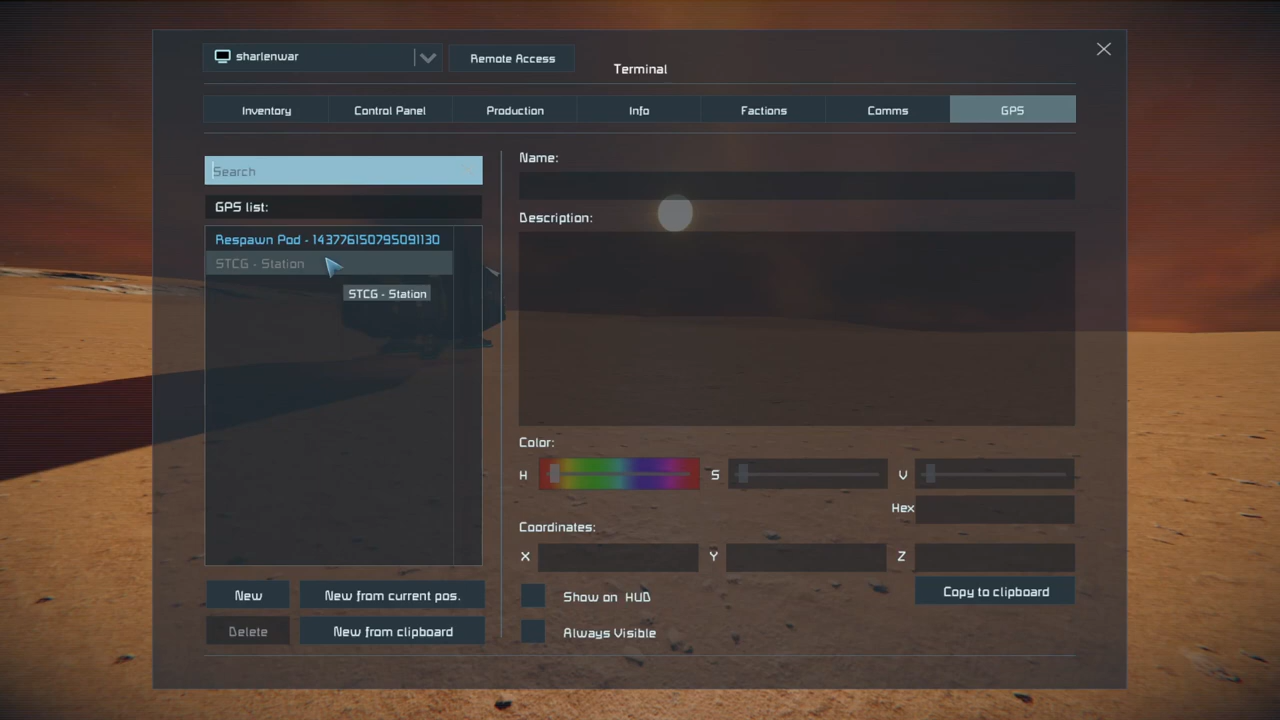 sharlenwar
Remote Access
Terminal
Inventory
Control Panel
Production
Info
Factions
Comms
GPS
Search
GPS list:
Respawn Pod - 143776150795091130
STCG - Station
STCG - Station
New
New from current pos.
Delete
New from clipboard
Name:
Description:
Color:
H
S
V
Hex
Coordinates:
X
Y
Z
Show on HUD
Always Visible
Copy to clipboard